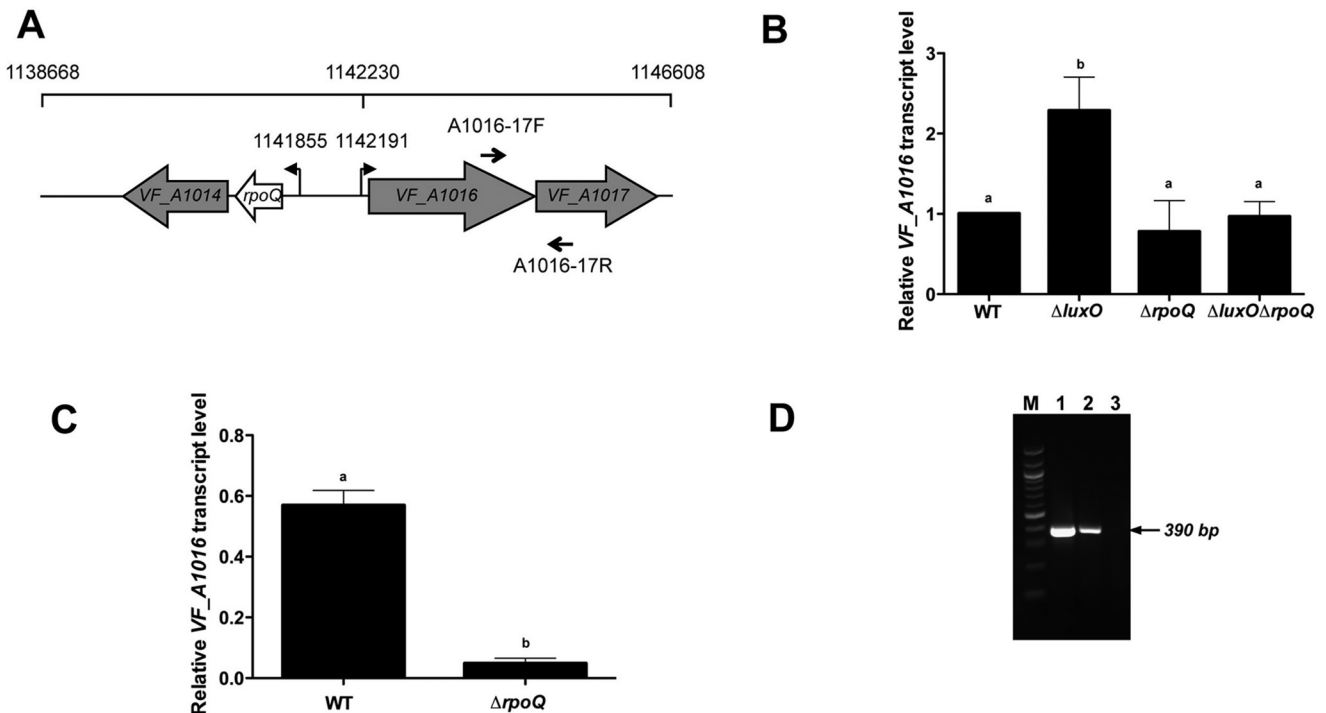 A
1138668 1142230 1146608
A1016-17F
1141855 1142191
VF_A1014 rpoQ VF_A1016 VF_A1017
A1016-17R
B
Relative VF_A1016 transcript level
3
2
1
0
a b a a
WT ΔluxO ΔrpoQ ΔluxOΔrpoQ
C
Relative VF_A1016 transcript level
0.8
0.6
0.4
0.2
0.0
a b
WT ΔrpoQ
D
M 1 2 3
390 bp